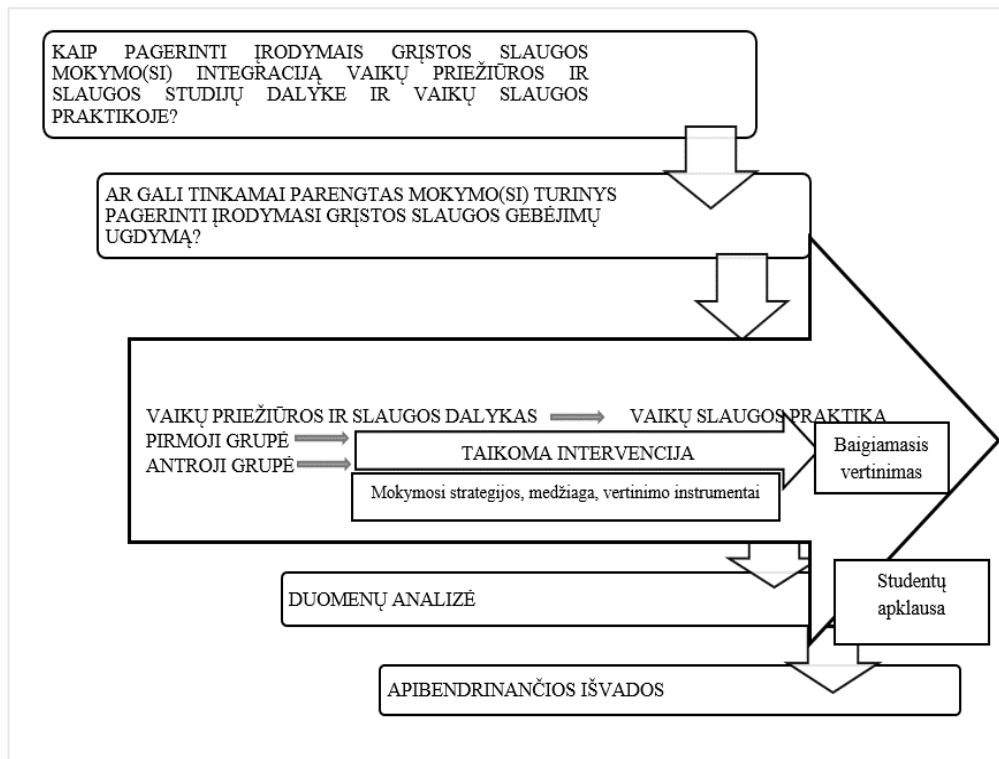 KAIP PAGERINTI ĮRODYMAIS GRĮSTOS SLAUGOS
MOKYMO(SI) INTEGRACIJĄ VAIKŲ PRIEŽIŪROS IR
SLAUGOS STUDIJŲ DALYKE IR VAIKŲ SLAUGOS
PRAKTIKOJE?
AR GALI TINKAMAI PARENGTAS MOKYMO(SI) TURINYS
PAGERINTI ĮRODYMASI GRĮSTOS SLAUGOS GEBĖJIMŲ
UGDYMĄ?
VAIKŲ PRIEŽIŪROS IR SLAUGOS DALYKAS VAIKŲ SLAUGOS PRAKTIKA
PIRMOJI GRUPĖ
ANTROJI GRUPĖ
TAIKOMA INTERVENCIJA
Mokymosi strategijos, medžiaga, vertinimo instrumentai
Baigiamasis
vertinimas
Studentų
apklausa
DUOMENŲ ANALIZĖ
APIBENDRINANČIOS IŠVADOS